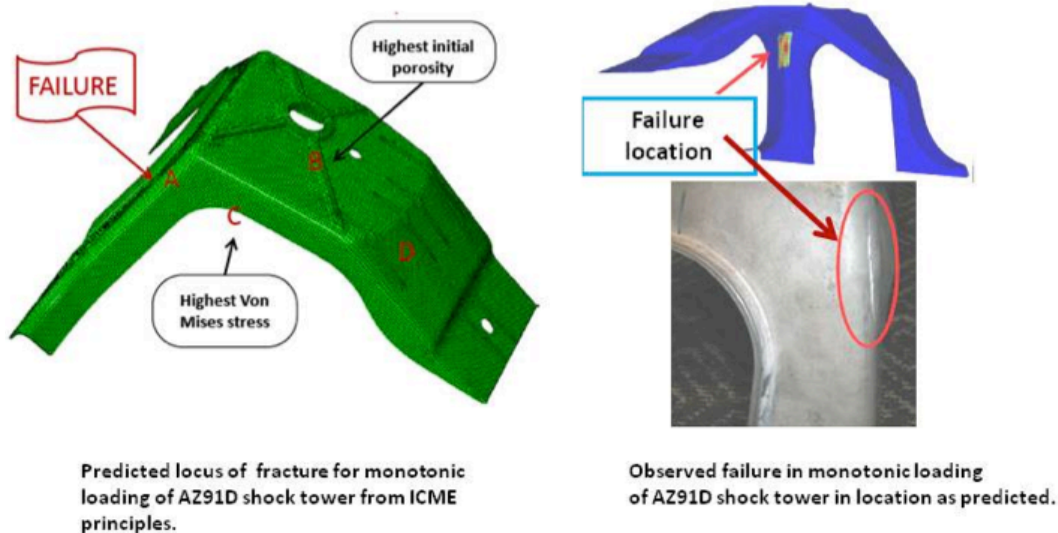 Highest initial
porosity
FAILURE
A
B
C
D
Highest Von
Mises stress
Failure
location
Predicted locus of fracture for monotonic
loading of AZ91D shock tower from ICME
principles.
Observed failure in monotonic loading
of AZ91D shock tower in location as predicted.